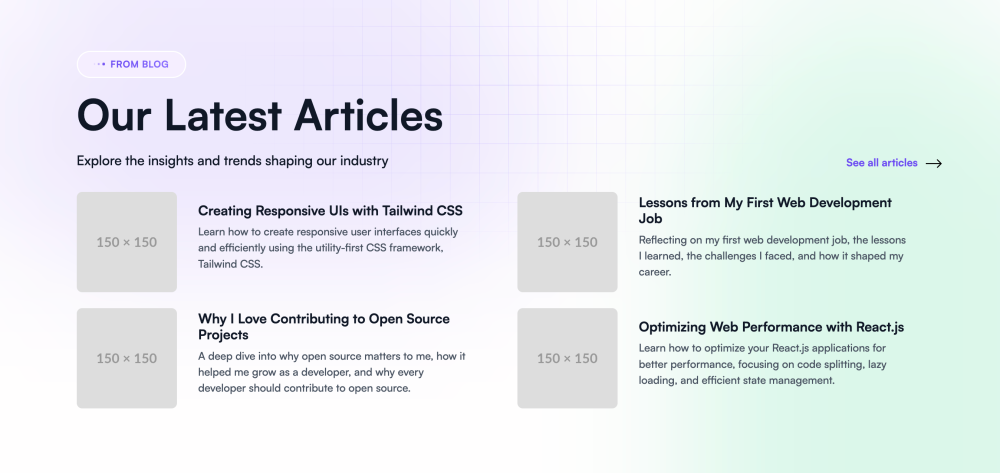 FROM BLOG
Our Latest Articles
Explore the insights and trends shaping our industry
See all articles
150 × 150
Creating Responsive UIs with Tailwind CSS
Learn how to create responsive user interfaces quickly
and efficiently using the utility-first CSS framework,
Tailwind CSS.
150 × 150
Lessons from My First Web Development
Job
Reflecting on my first web development job, the lessons
I learned, the challenges I faced, and how it shaped my
career.
150 × 150
Why I Love Contributing to Open Source
Projects
A deep dive into why open source matters to me, how it
helped me grow as a developer, and why every
developer should contribute to open source.
150 × 150
Optimizing Web Performance with React.js
Learn how to optimize your React.js applications for
better performance, focusing on code splitting, lazy
loading, and efficient state management.